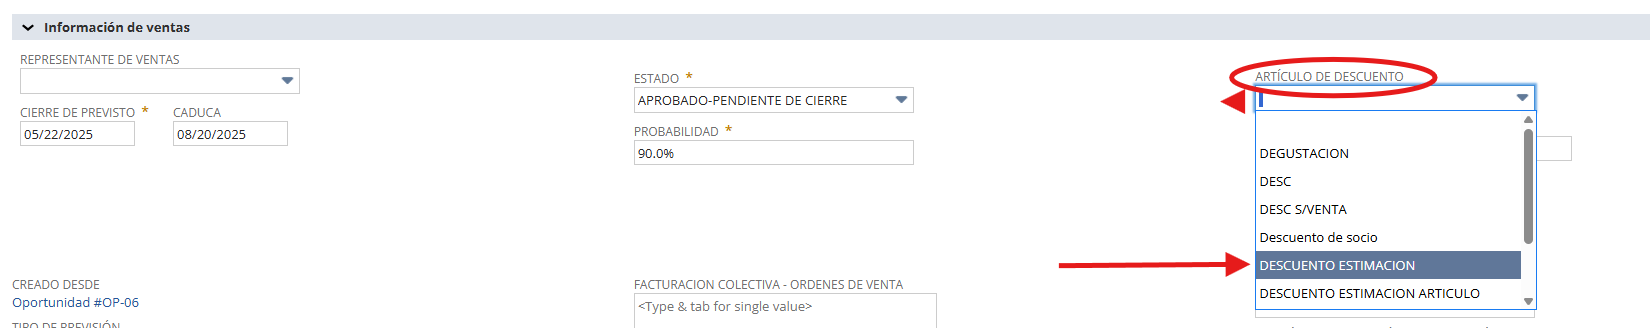 Información de ventas
REPRESENTANTE DE VENTAS
CIERRE DE PREVISTO *
CADUCA
05/22/2025
08/20/2025
ESTADO *
APROBADO-PENDIENTE DE CIERRE
PROBABILIDAD *
90.0%
ARTÍCULO DE DESCUENTO
DEGUSTACION
DESC
DESC S/VENTA
Descuento de socio
DESCUENTO ESTIMACION
DESCUENTO ESTIMACION ARTICULO
CREADO DESDE
Oportunidad #OP-06
TIPO DE PREVISIÓN
FACTURACION COLECTIVA - ORDENES DE VENTA
<Type & tab for single value>